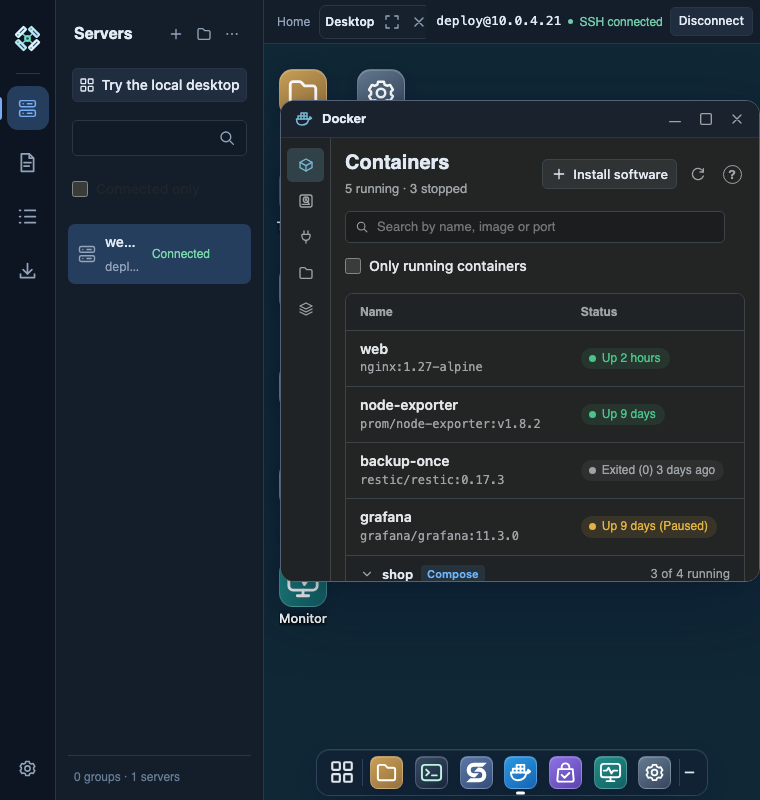 Servers
Try the local desktop
Connected only
we...
Connected
depl...
0 groups · 1 servers
Home
Desktop
deploy@10.0.4.21
SSH connected
Disconnect
Docker
Containers
5 running · 3 stopped
Install software
?
Search by name, image or port
Only running containers
Name
Status
web
nginx:1.27-alpine
Up 2 hours
node-exporter
prom/node-exporter:v1.8.2
Up 9 days
backup-once
restic/restic:0.17.3
Exited (0) 3 days ago
grafana
grafana/grafana:11.3.0
Up 9 days (Paused)
shop
Compose
3 of 4 running
Monitor